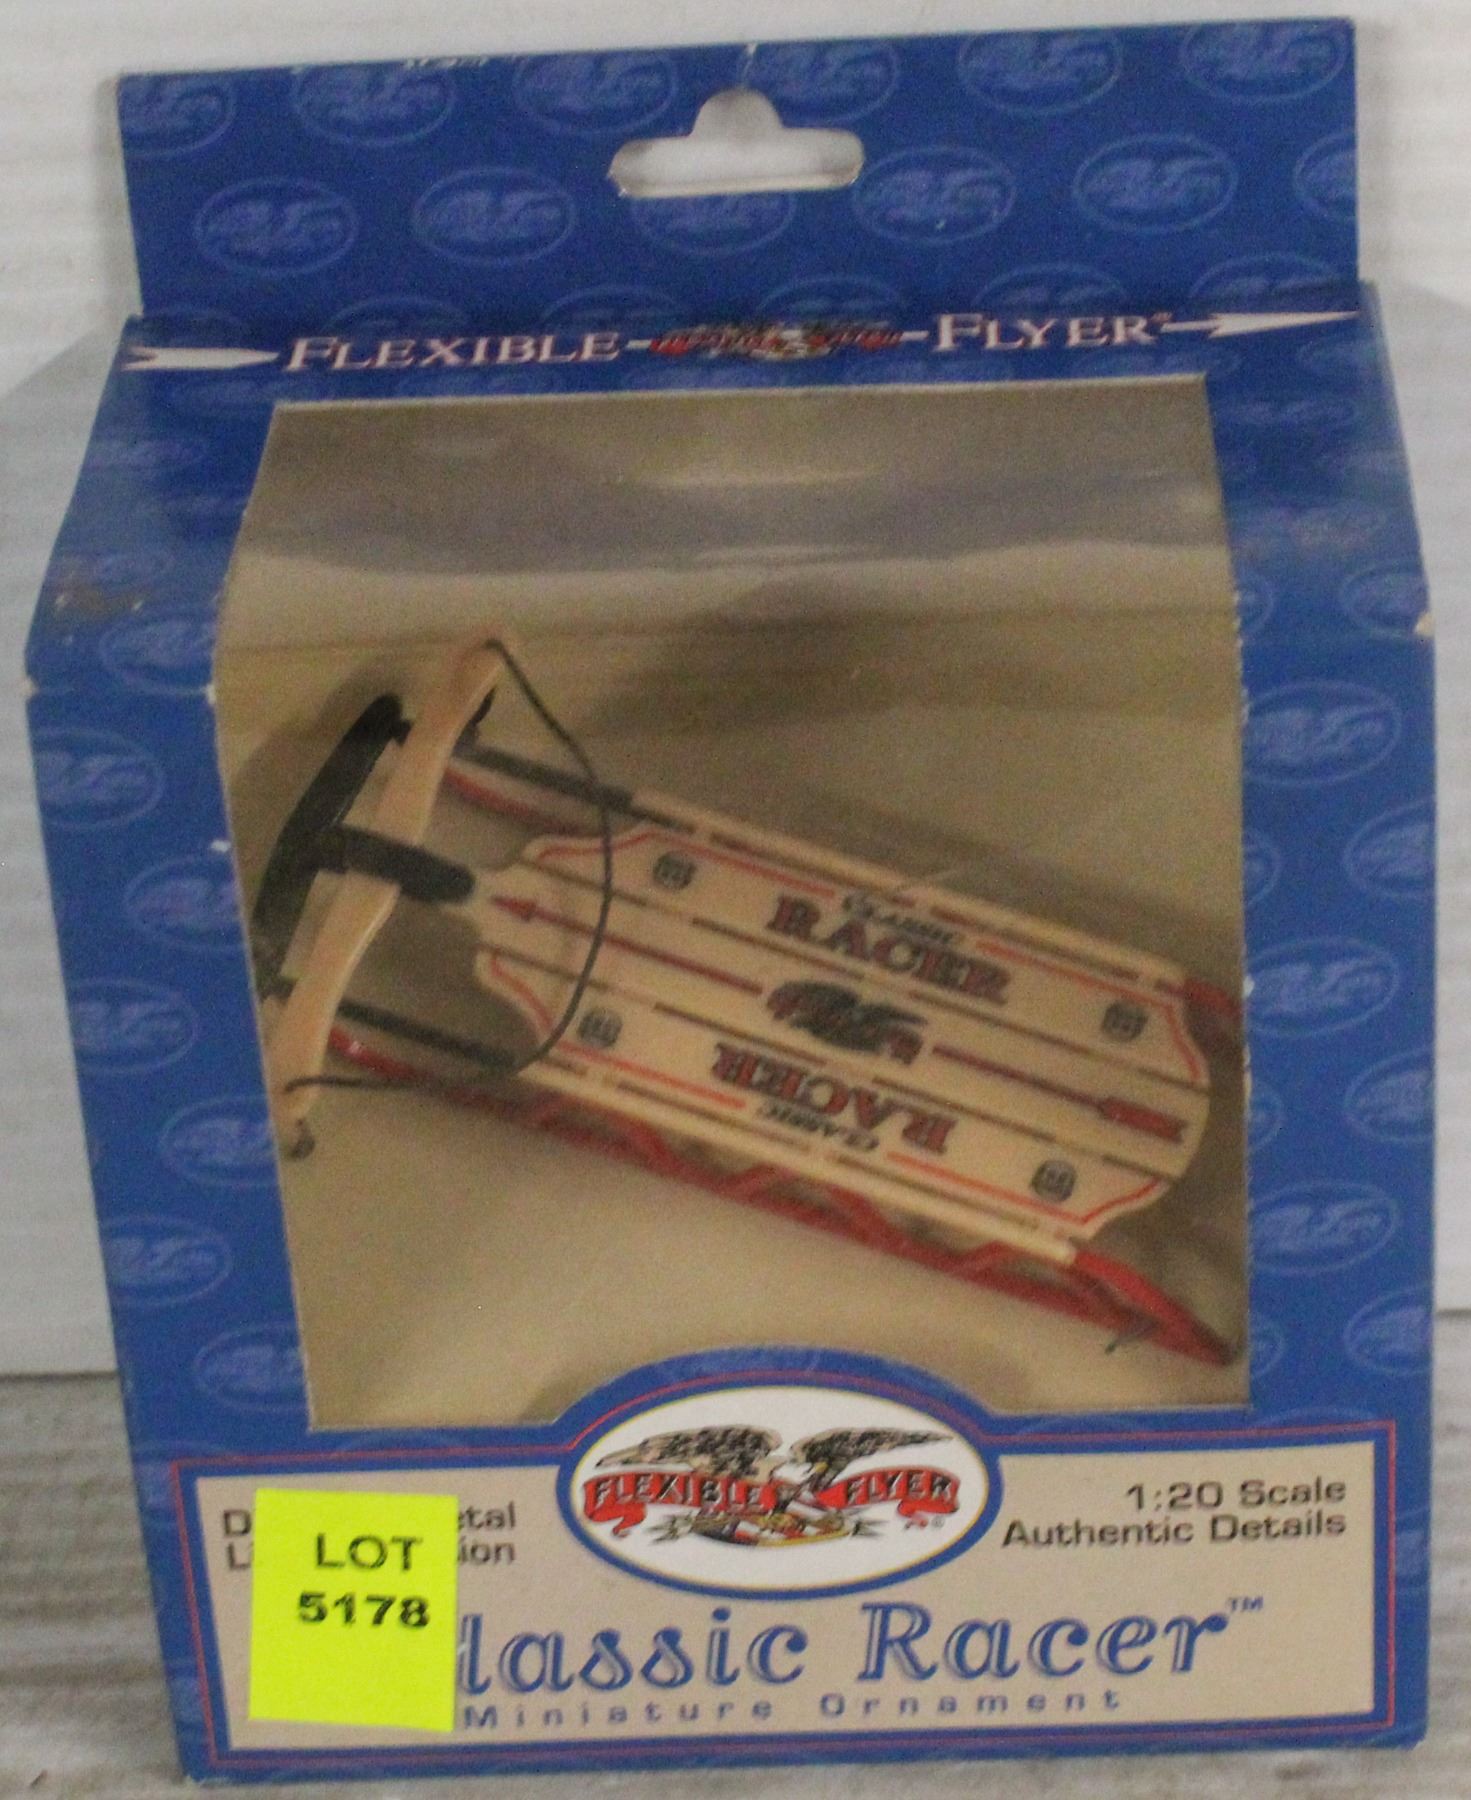 FLEXIBLE FLYER®
CLASSIC
RACER
RACER
CLASSIC
FLEXIBLE FLYER
D etal
Li ion
1:20 Scale
Authentic Details
LOT
5178
lassic Racer™
Miniature Ornament